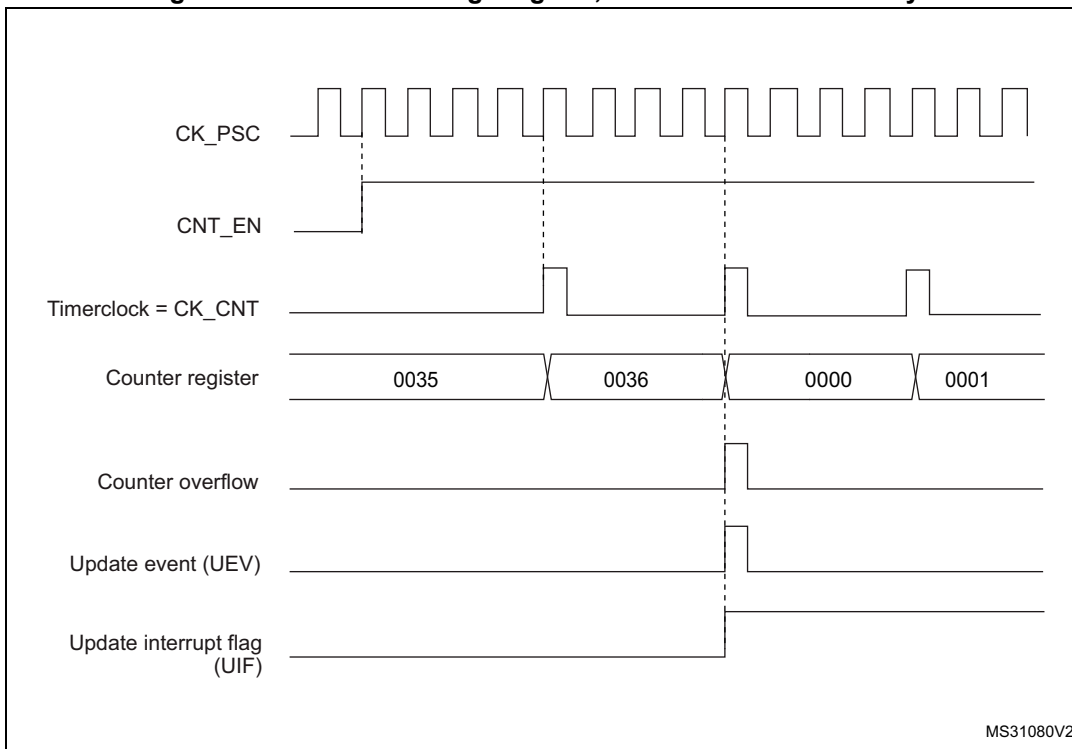 CK_PSC
CNT_EN
Timerclock = CK_CNT
Counter register 0035 0036 0000 0001
Counter overflow
Update event (UEV)
Update interrupt flag
(UIF)
MS31080V2